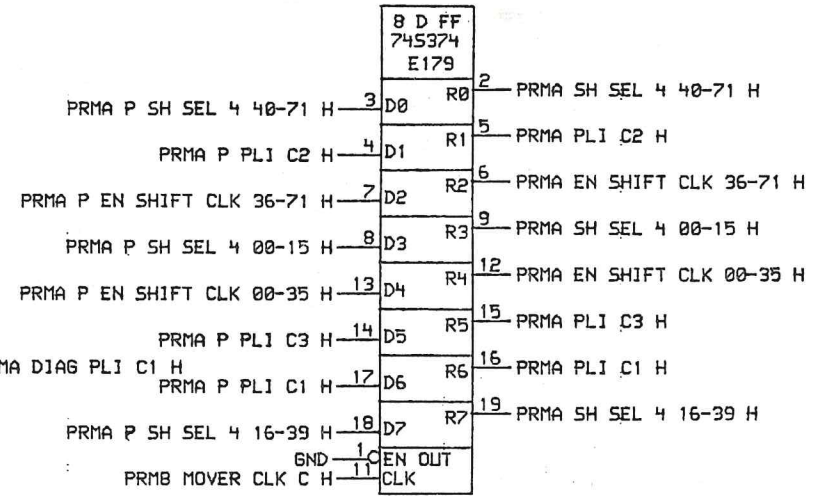 8 D FF
74S374
E179
PRMA P SH SEL 4 40-71 H 3 D0 R0 2 PRMA SH SEL 4 40-71 H
PRMA P PLI C2 H 4 D1 R1 5 PRMA PLI C2 H
PRMA P EN SHIFT CLK 36-71 H 7 D2 R2 6 PRMA EN SHIFT CLK 36-71 H
PRMA P SH SEL 4 00-15 H 8 D3 R3 9 PRMA SH SEL 4 00-15 H
PRMA P EN SHIFT CLK 00-35 H 13 D4 R4 12 PRMA EN SHIFT CLK 00-35 H
PRMA P PLI C3 H 14 D5 R5 15 PRMA PLI C3 H
MA DIAG PLI C1 H
PRMA P PLI C1 H 17 D6 R6 16 PRMA PLI C1 H
PRMA P SH SEL 4 16-39 H 18 D7 R7 19 PRMA SH SEL 4 16-39 H
GND 1 EN OUT
PRMB MOVER CLK C H 11 CLK